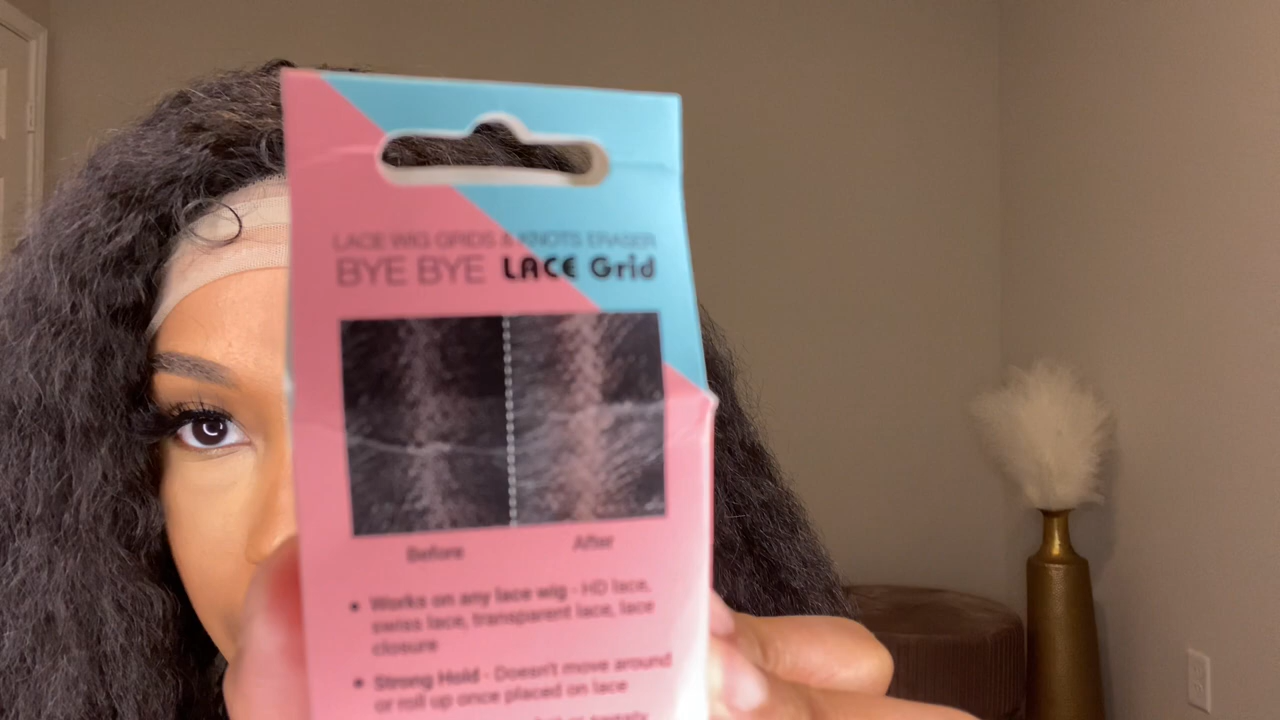 LACE WIG GRIDS & KNOTS ERASER
BYE BYE LACE Grid
Before After
• Works on any lace wig - HD lace,
swiss lace, transparent lace, lace
closure
• Strong Hold - Doesn't move around
or roll up once placed on lace